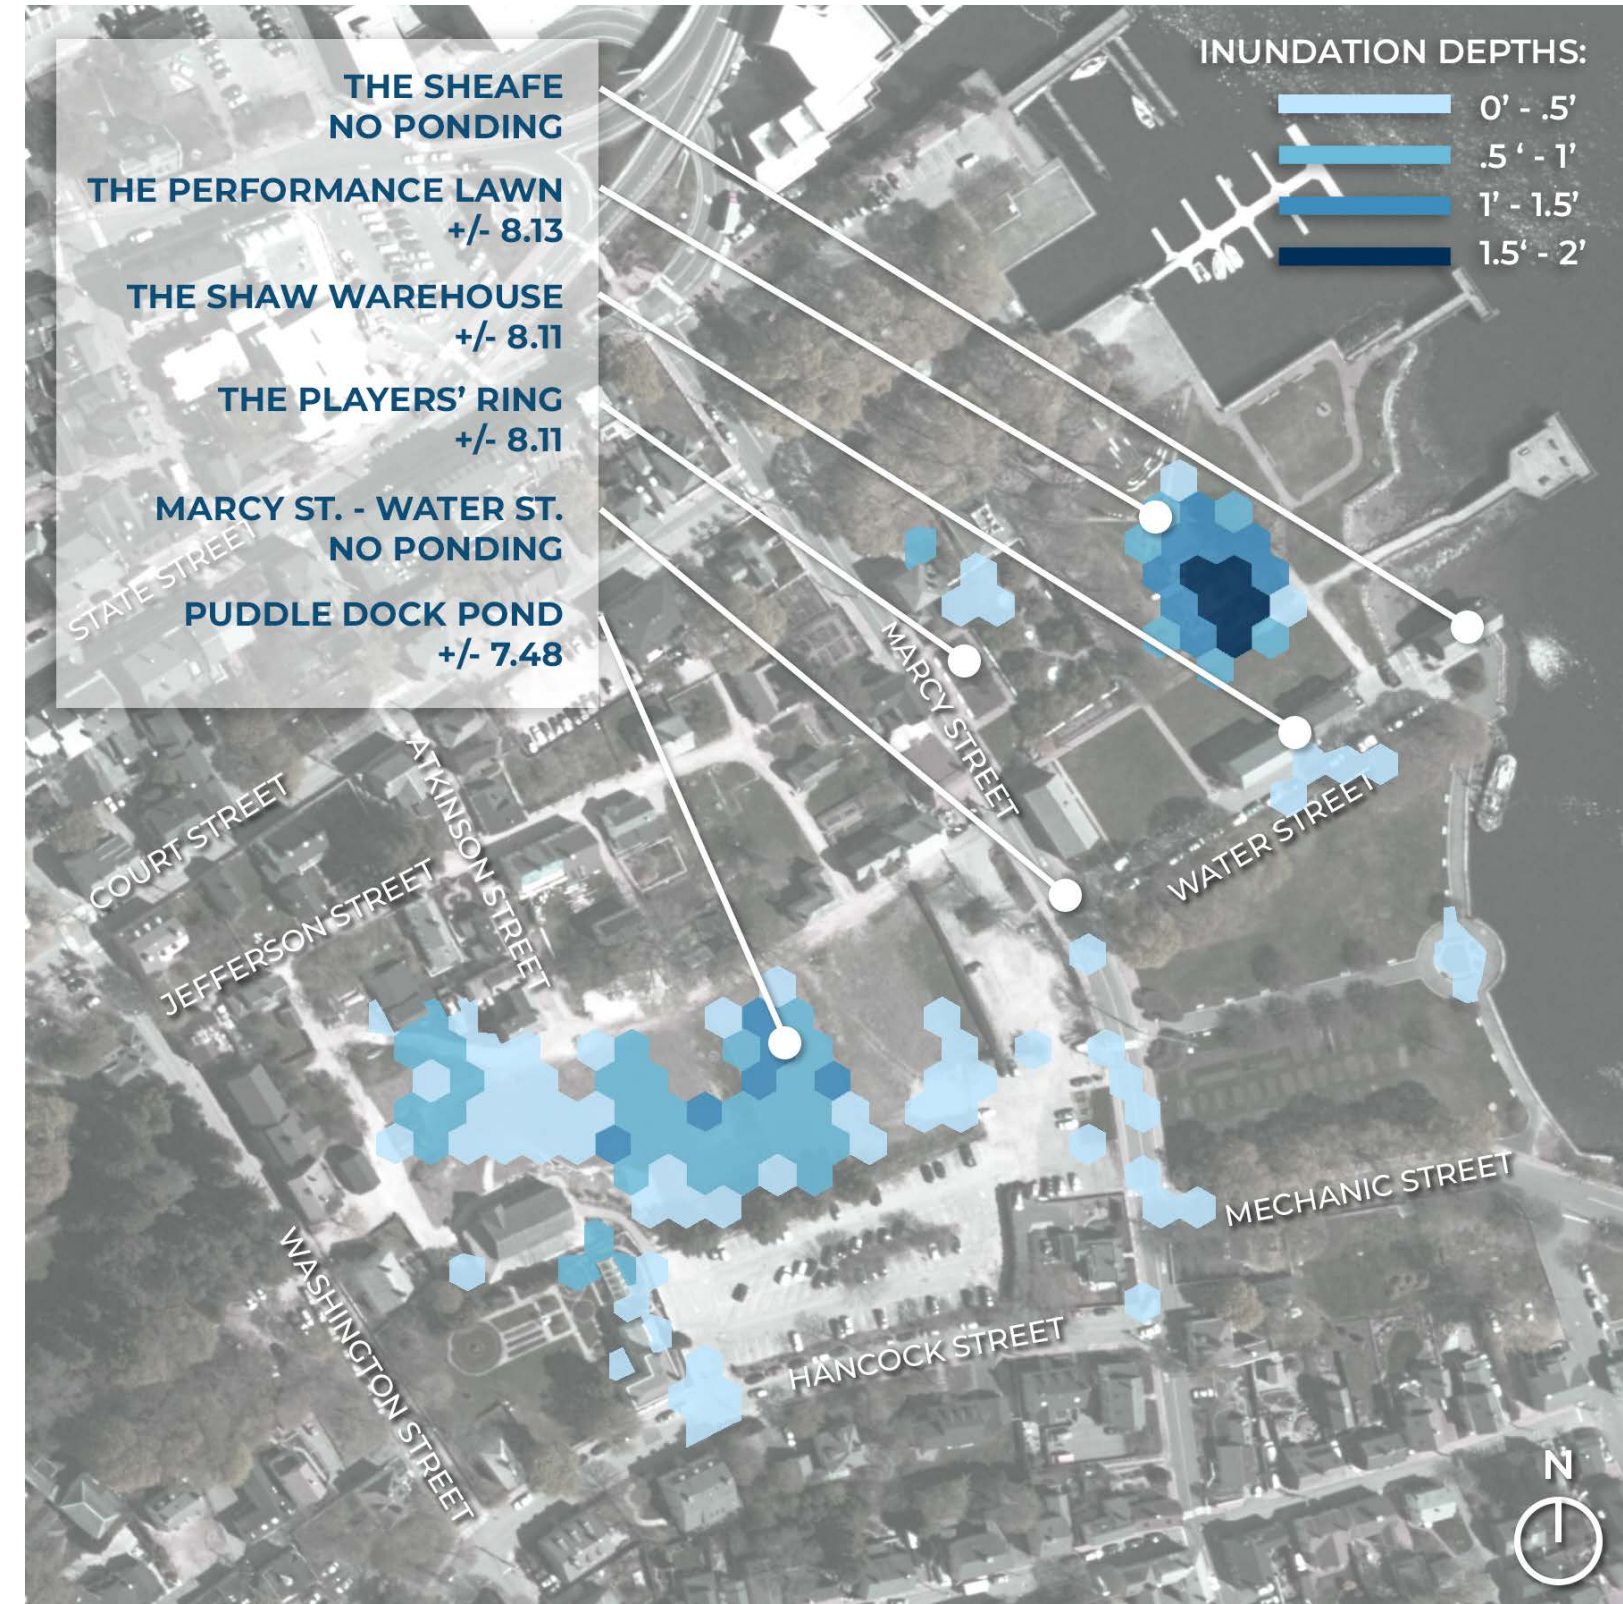 THE SHEAFE
NO PONDING
THE PERFORMANCE LAWN
+/- 8.13
THE SHAW WAREHOUSE
+/- 8.11
THE PLAYERS’ RING
+/- 8.11
MARCY ST. - WATER ST.
NO PONDING
PUDDLE DOCK POND
+/- 7.48
INUNDATION DEPTHS:
0’ - .5’
.5 ‘ - 1’
1’ - 1.5’
1.5‘ - 2’
STATE STREET
MARCY STREET
COURT STREET
ATKINSON STREET
JEFFERSON STREET
WATER STREET
WASHINGTON STREET
MECHANIC STREET
HANCOCK STREET
N